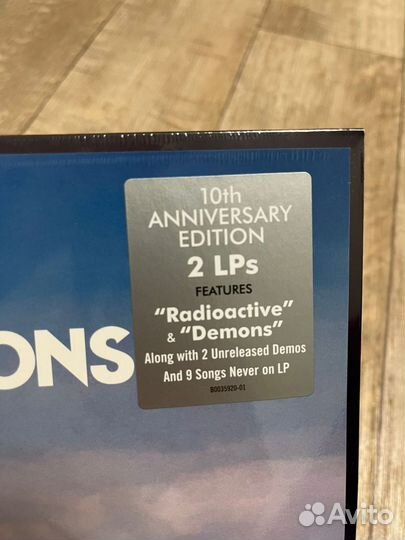 10th
ANNIVERSARY
EDITION
2 LPs
FEATURES
“Radioactive”
& “Demons”
Along with 2 Unreleased Demos
And 9 Songs Never on LP
B0035920-01
ONS
Avito